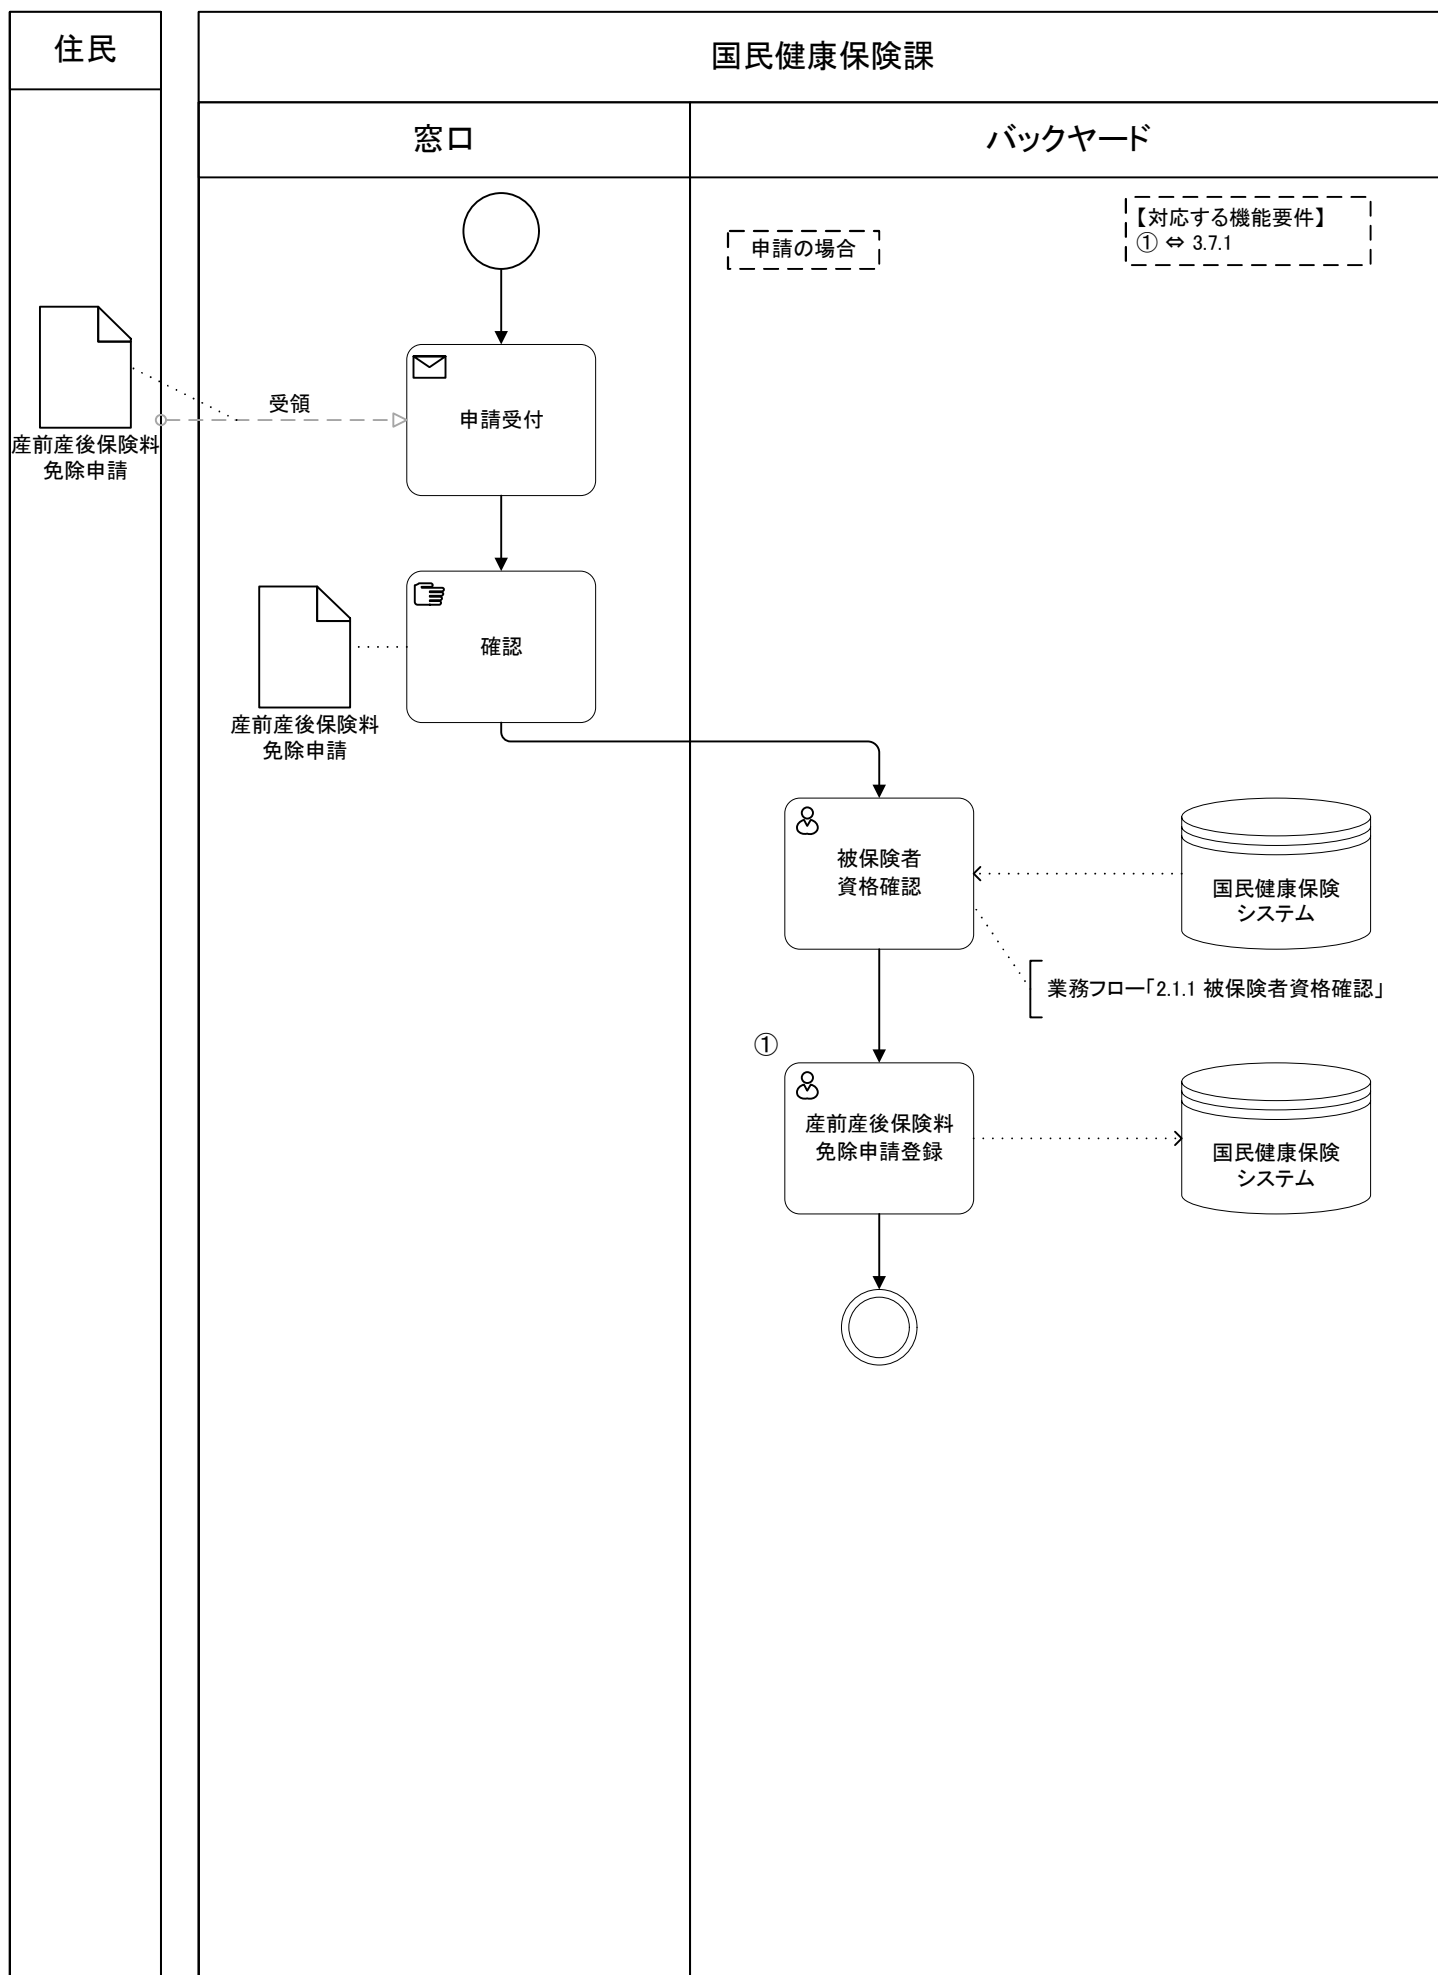 住民
国民健康保険課
窓口
バックヤード
申請の場合
【対応する機能要件】
① ⇔ 3.7.1
受領
申請受付
産前産後保険料
免除申請
確認
産前産後保険料
免除申請
被保険者
資格確認
国民健康保険
システム
業務フロー「2.1.1 被保険者資格確認」
①
産前産後保険料
免除申請登録
国民健康保険
システム